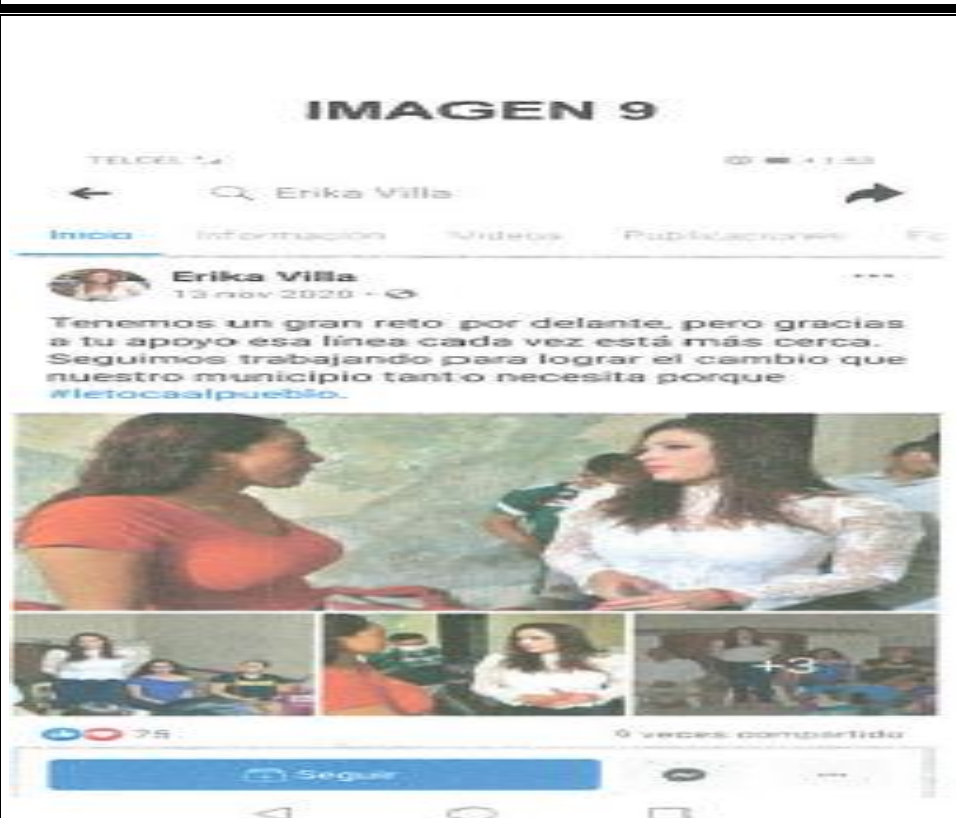 IMAGEN 9
TELCEL
Erika Villa
Inicio Información Videos Publicaciones Fo
Erika Villa
13 nov 2020
Tenemos un gran reto por delante, pero gracias
a tu apoyo esa línea cada vez está más cerca.
Seguimos trabajando para lograr el cambio que
nuestro municipio tanto necesita porque
#letocaalpueblo.
+3
75 9 veces compartido
Seguir